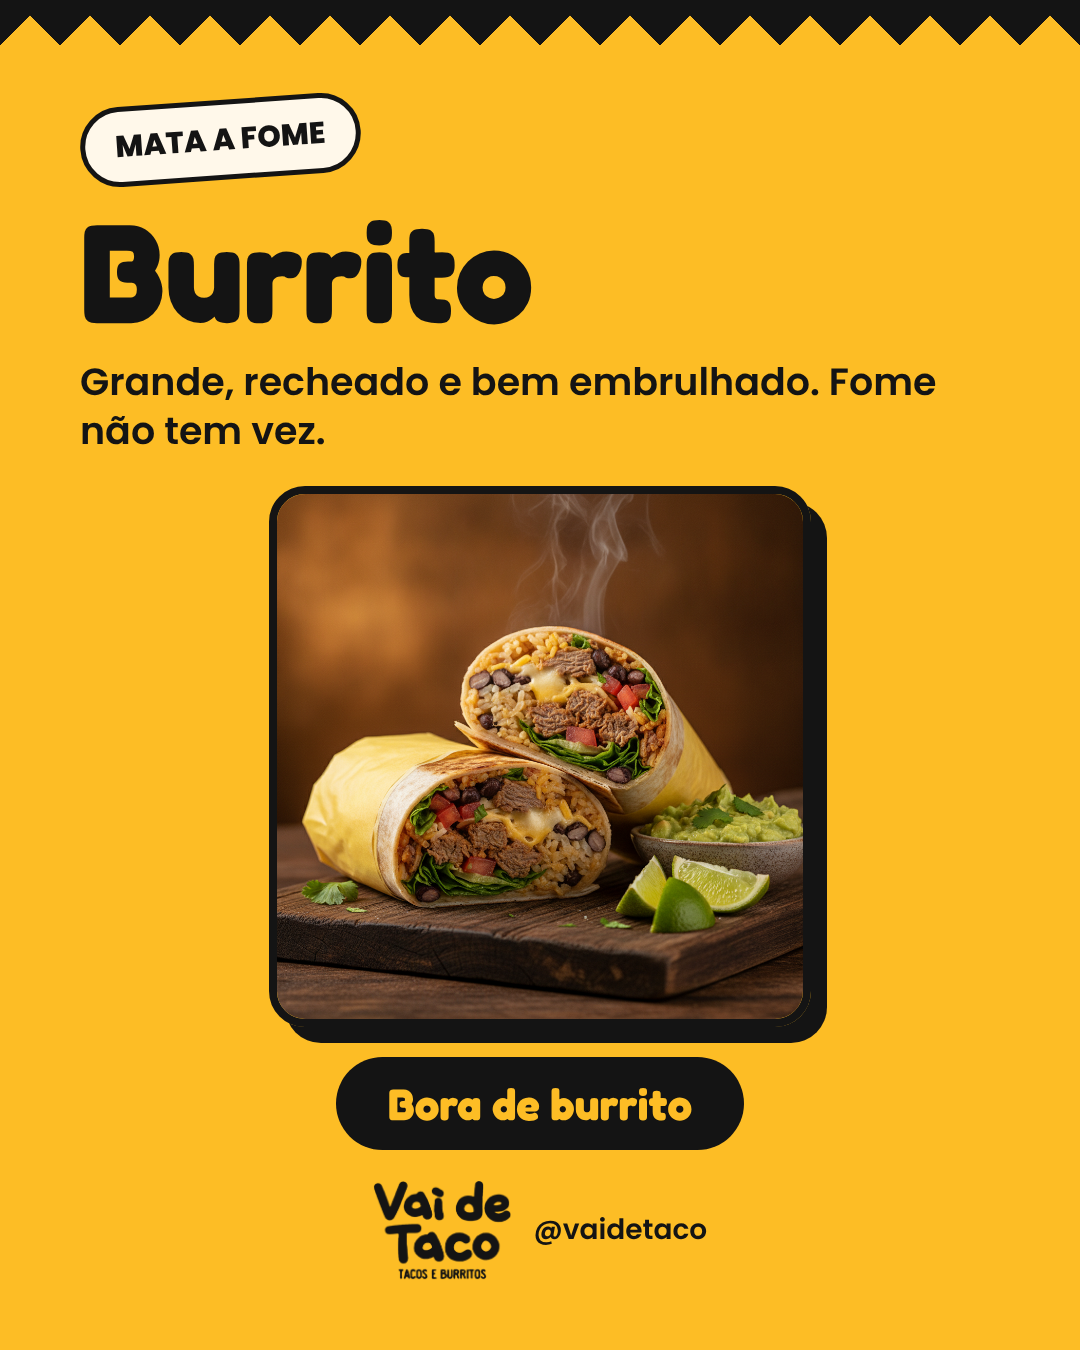 MATA A FOME
Burrito
Grande, recheado e bem embrulhado. Fome
não tem vez.
Bora de burrito
Vai de
Taco
TACOS E BURRITOS
@vaidetaco